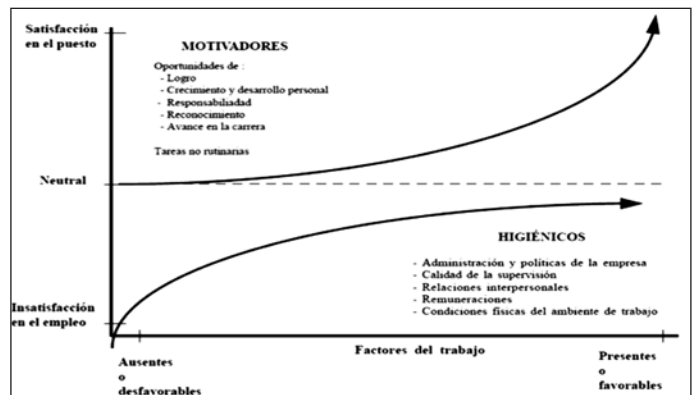 Satisfacción
en el puesto
MOTIVADORES
Oportunidades de :
- Logro
- Crecimiento y desarrollo personal
- Responsabiliadad
- Reconocimiento
- Avance en la carrera
Tareas no rutinarias
Neutral
HIGIÉNICOS
- Administración y políticas de la empresa
- Calidad de la supervisión
- Relaciones interpersonales
- Remuneraciones
- Condiciones físicas del ambiente de trabajo
Insatisfacción
en el empleo
Factores del trabajo
Ausentes
o
desfavorables
Presentes
o
favorables